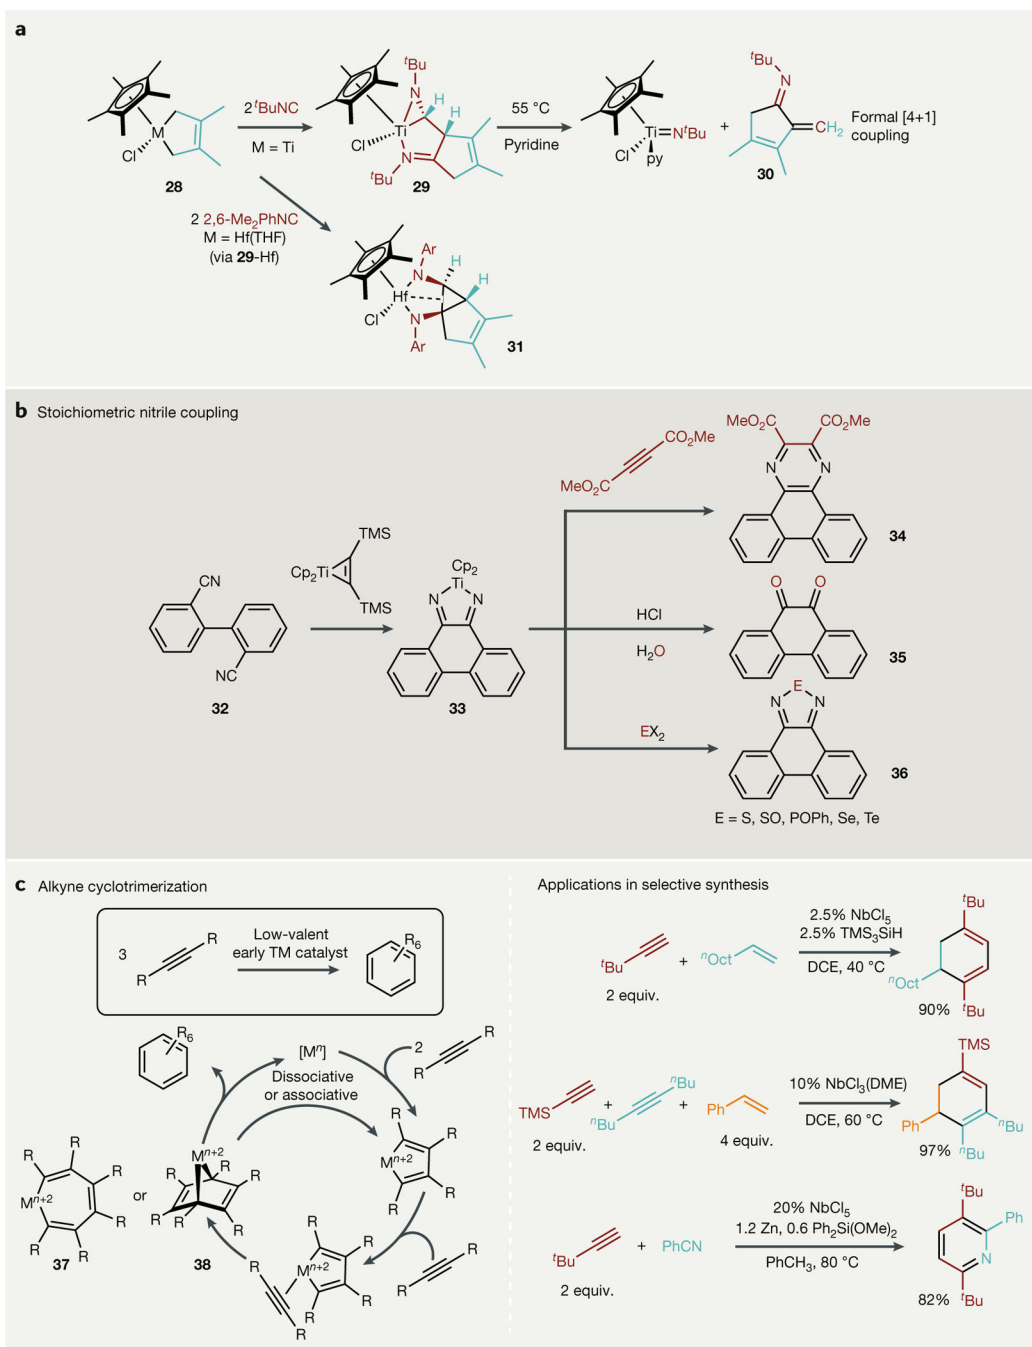 a
M
Cl
28
2 ᵗBuNC
M = Ti
ᵗBu
N
H
H
Ti
Cl
N
ᵗBu
29
55 °C
Pyridine
Ti=NᵗBu
Cl
py
+
ᵗBu
N
CH₂
30
Formal [4+1]
coupling
2 2,6-Me₂PhNC
M = Hf(THF)
(via 29-Hf)
Ar
N
H
H
Hf
Cl
N
Ar
31
b Stoichiometric nitrile coupling
CN
CN
32
TMS
Cp₂Ti
TMS
Cp₂
Ti
N
N
33
CO₂Me
MeO₂C
MeO₂C
CO₂Me
N
N
34
HCl
H₂O
O
O
35
EX₂
E
N
N
36
E = S, SO, POPh, Se, Te
c Alkyne cyclotrimerization
3
R
R
Low-valent
early TM catalyst
R₆
R₆
[Mⁿ]
2
R
R
Dissociative
or associative
R
R
Mⁿ⁺²
R
R
R
R
R
Mⁿ⁺²
R
R
R
37
or
Mⁿ⁺²
R
R
R
R
R
R
38
R
R
R
R
Mⁿ⁺²
R
R
R
R
Applications in selective synthesis
ᵗBu
2 equiv.
+
ⁿOct
2.5% NbCl₅
2.5% TMS₃SiH
DCE, 40 °C
ᵗBu
ⁿOct
ᵗBu
90%
TMS
2 equiv.
+
ⁿBu
ⁿBu
+
Ph
4 equiv.
10% NbCl₃(DME)
DCE, 60 °C
TMS
Ph
ⁿBu
ⁿBu
97%
ᵗBu
2 equiv.
+
PhCN
20% NbCl₅
1.2 Zn, 0.6 Ph₂Si(OMe)₂
PhCH₃, 80 °C
ᵗBu
Ph
N
ᵗBu
82%